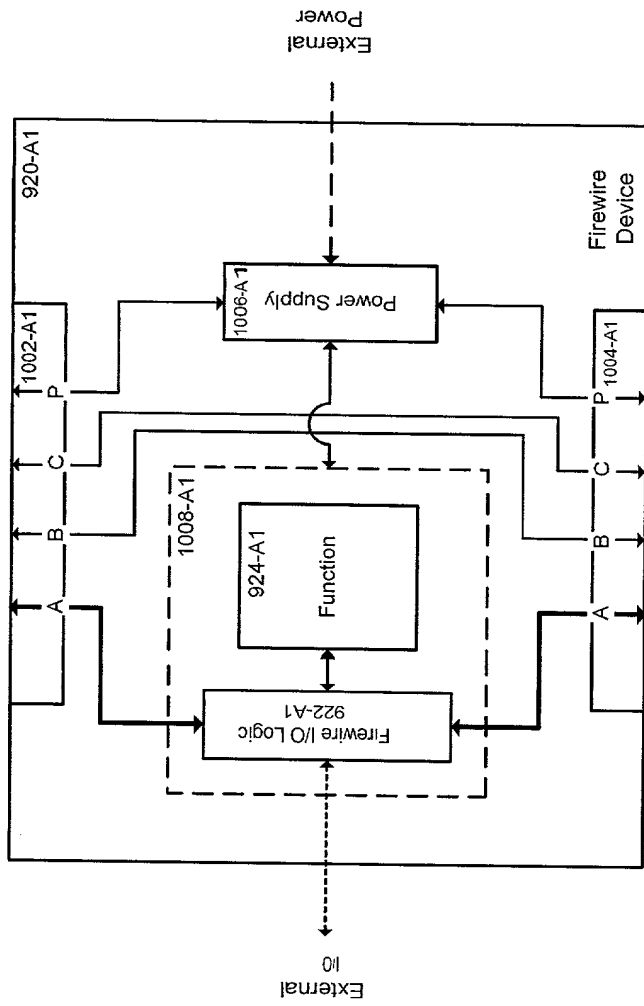 External
Power
920-A1
1002-A1
A
B
C
P
1006-A1
Power Supply
1008-A1
924-A1
Function
Firewire I/O Logic
922-A1
External
I/O
Firewire
Device
1004-A1
A
B
C
P